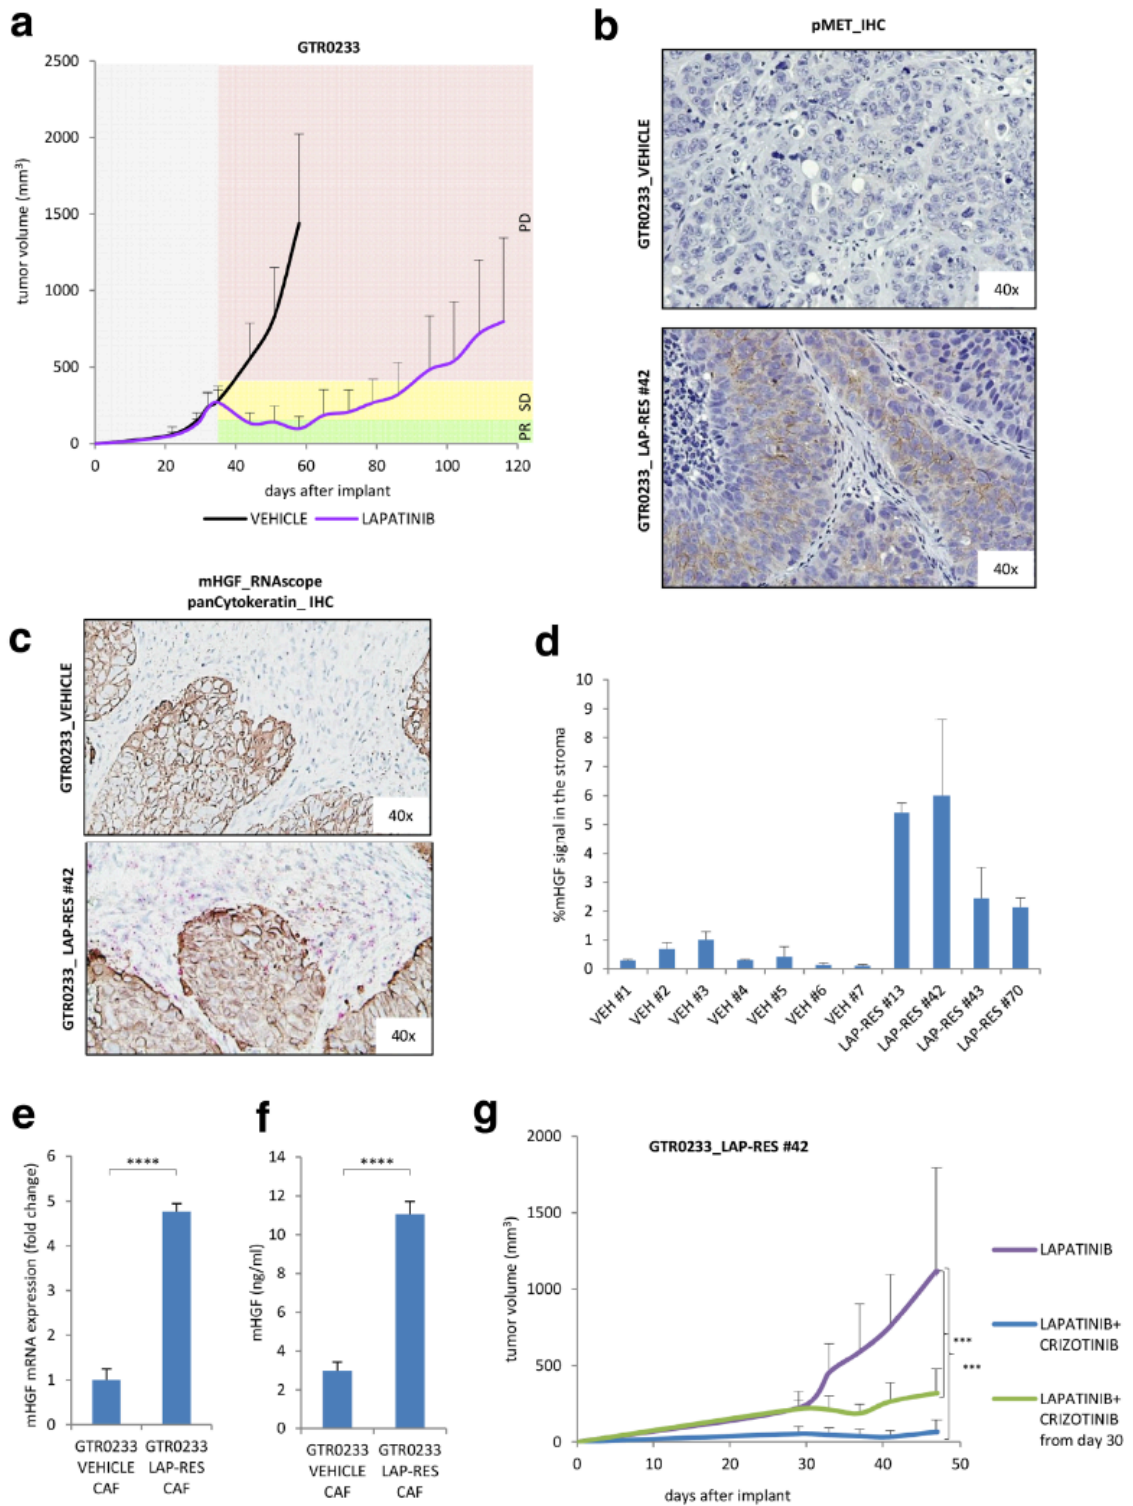 a
GTR0233
tumor volume (mm³)
2500
2000
1500
1000
500
0
PD
SD
PR
0 20 40 60 80 100 120
days after implant
VEHICLE LAPATINIB
b
pMET_IHC
GTR0233_VEHICLE
40x
GTR0233_ LAP-RES #42
40x
c
mHGF_RNAscope
panCytokeratin_ IHC
GTR0233_VEHICLE
40x
GTR0233_ LAP-RES #42
40x
d
%mHGF signal in the stroma
10
9
8
7
6
5
4
3
2
1
0
VEH #1
VEH #2
VEH #3
VEH #4
VEH #5
VEH #6
VEH #7
LAP-RES #13
LAP-RES #42
LAP-RES #43
LAP-RES #70
e
mHGF mRNA expression (fold change)
6
5
4
3
2
1
0
****
GTR0233 GTR0233
VEHICLE LAP-RES
CAF CAF
f
mHGF (ng/ml)
14
12
10
8
6
4
2
0
****
GTR0233 GTR0233
VEHICLE LAP-RES
CAF CAF
g
GTR0233_LAP-RES #42
tumor volume (mm³)
2000
1500
1000
500
0
0 10 20 30 40 50
days after implant
***
***
LAPATINIB
LAPATINIB+
CRIZOTINIB
LAPATINIB+
CRIZOTINIB
from day 30